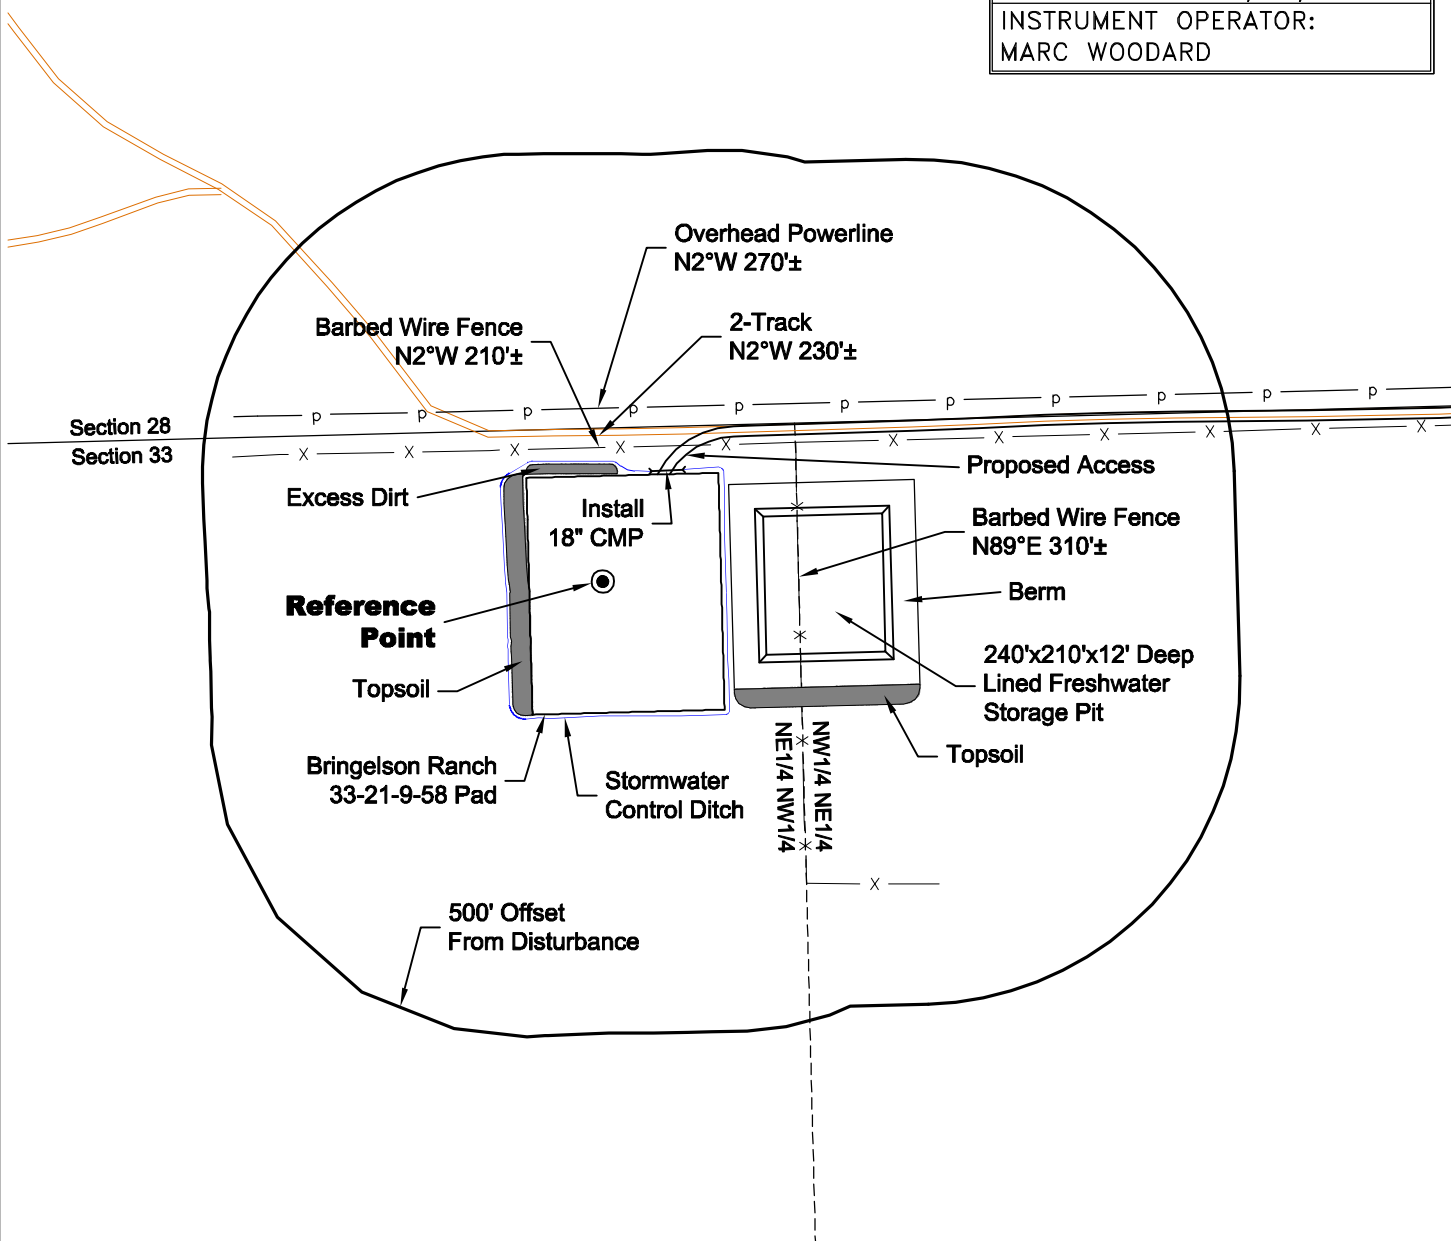 INSTRUMENT OPERATOR:
MARC WOODARD
Overhead Powerline
N2°W 270'±
Barbed Wire Fence
N2°W 210'±
2-Track
N2°W 230'±
p p p p p p p p p p p
Section 28
Section 33
X X X X X X X X X X X
Proposed Access
Excess Dirt
Install
18" CMP
Barbed Wire Fence
N89°E 310'±
Berm
Reference
Point
240'x210'x12' Deep
Lined Freshwater
Storage Pit
Topsoil
Topsoil
NW1/4 NE1/4
NE1/4 NW1/4
Bringelson Ranch
33-21-9-58 Pad
Stormwater
Control Ditch
X
500' Offset
From Disturbance